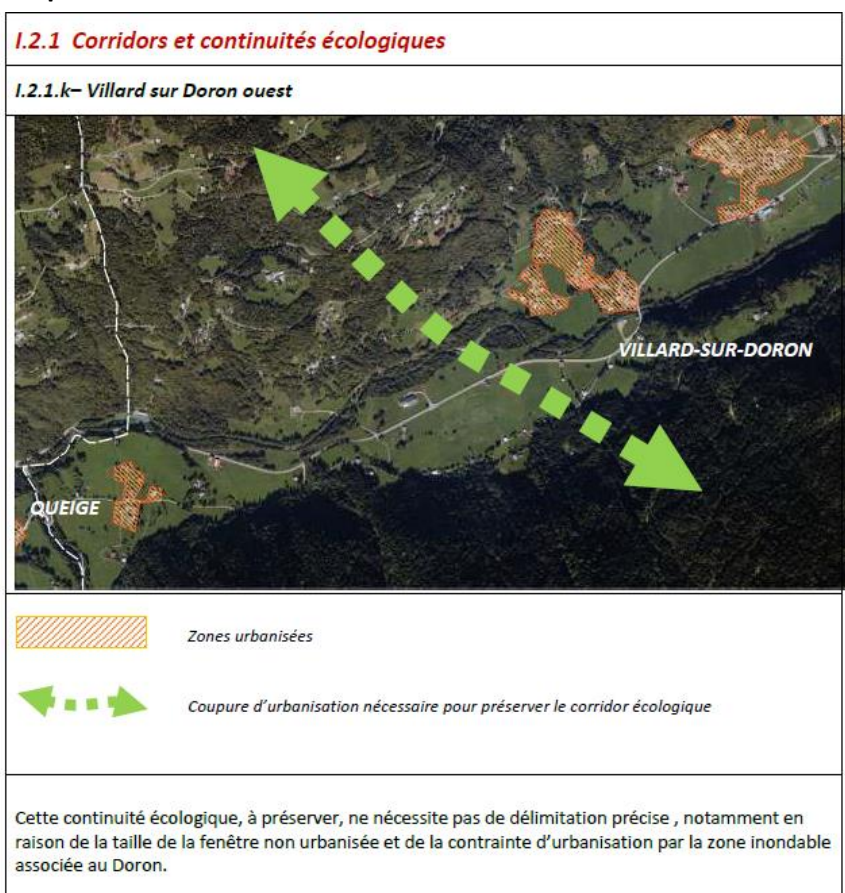 I.2.1 Corridors et continuités écologiques
I.2.1.k– Villard sur Doron ouest
VILLARD-SUR-DORON
QUEIGE
Zones urbanisées
Coupure d'urbanisation nécessaire pour préserver le corridor écologique
Cette continuité écologique, à préserver, ne nécessite pas de délimitation précise , notamment en
raison de la taille de la fenêtre non urbanisée et de la contrainte d'urbanisation par la zone inondable
associée au Doron.